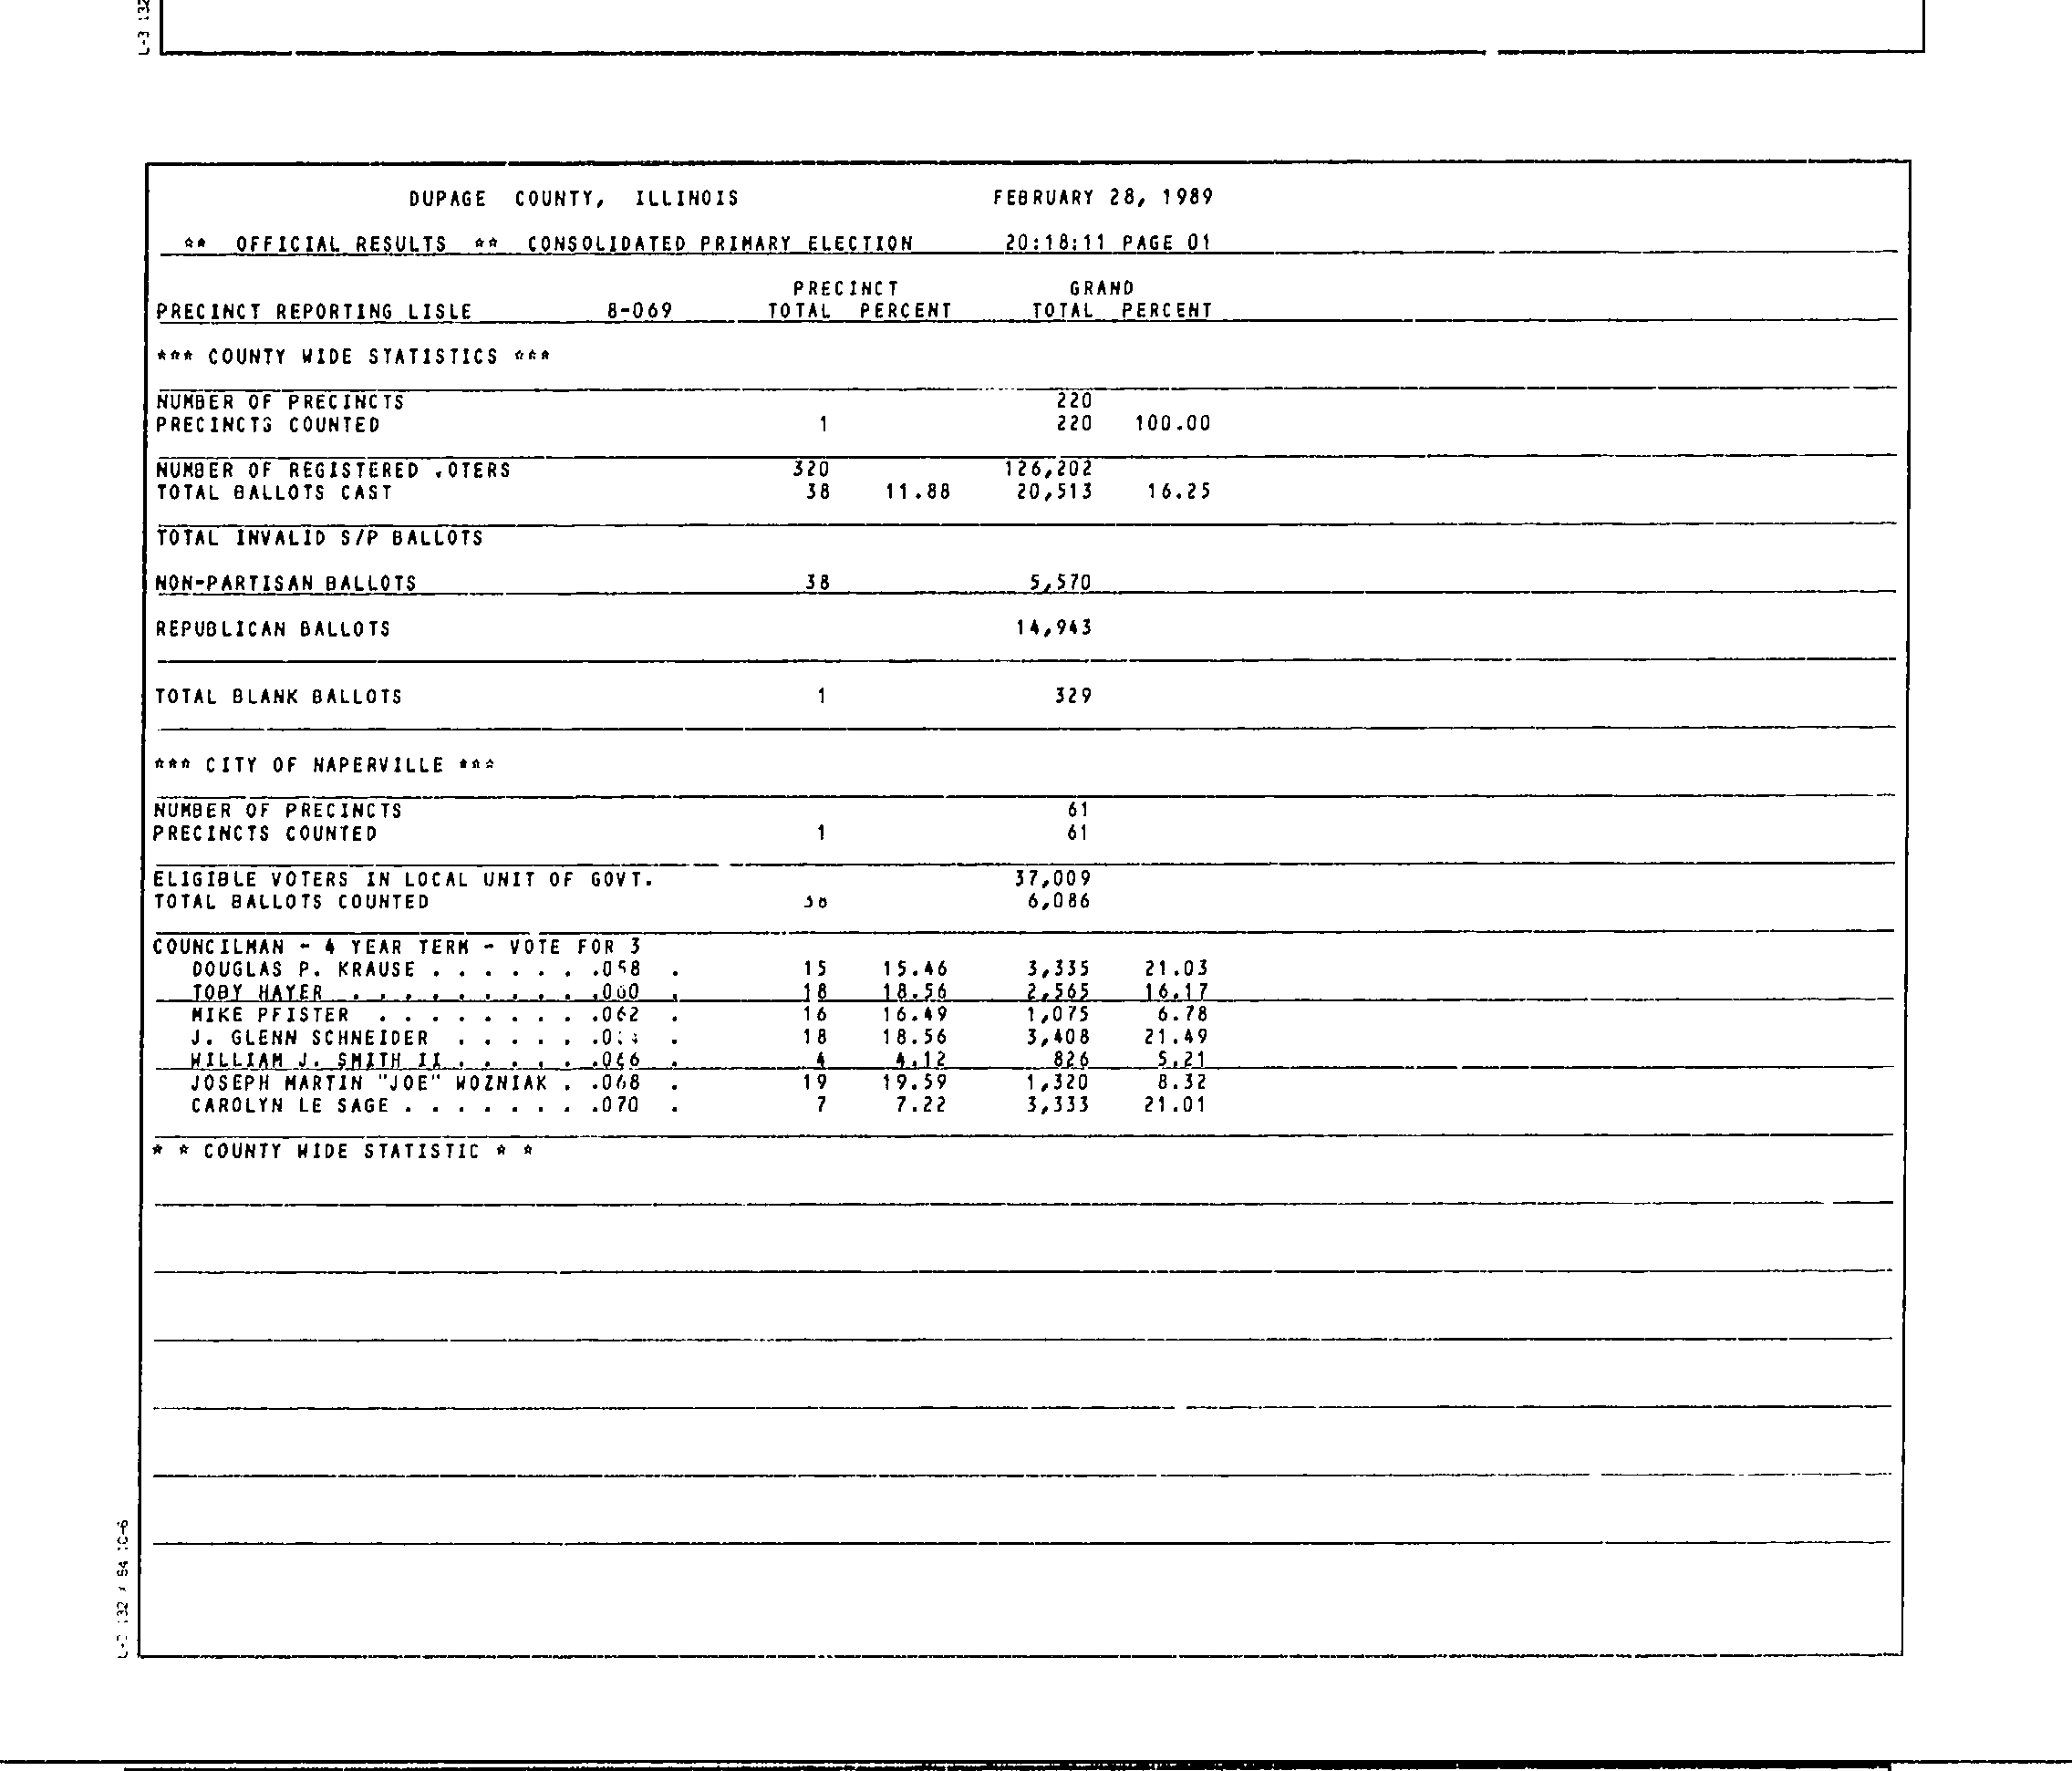 DUPAGE COUNTY, ILLINOIS FEBRUARY 28, 1989
** OFFICIAL RESULTS ** CONSOLIDATED PRIMARY ELECTION 20:18:11 PAGE 01
PRECINCT GRAND
PRECINCT REPORTING LISLE 8-069 TOTAL PERCENT TOTAL PERCENT
*** COUNTY WIDE STATISTICS ***
NUMBER OF PRECINCTS 220
PRECINCTS COUNTED 1 220 100.00
NUMBER OF REGISTERED .OTERS 320 126,202
TOTAL BALLOTS CAST 38 11.88 20,513 16.25
TOTAL INVALID S/P BALLOTS
NON-PARTISAN BALLOTS 38 5,570
REPUBLICAN BALLOTS 14,943
TOTAL BLANK BALLOTS 1 329
*** CITY OF NAPERVILLE ***
NUMBER OF PRECINCTS 61
PRECINCTS COUNTED 1 61
ELIGIBLE VOTERS IN LOCAL UNIT OF GOVT. 37,009
TOTAL BALLOTS COUNTED 6,086
COUNCILMAN - 4 YEAR TERM - VOTE FOR 3
DOUGLAS P. KRAUSE . . . . . . .058 . 15 15.46 3,335 21.03
TOBY HAYER . . . . . . . . . .060 . 18 18.56 2,565 16.17
MIKE PFISTER . . . . . . . . .062 . 16 16.49 1,075 6.78
J. GLENN SCHNEIDER . . . . . . 18 18.56 3,408 21.49
WILLIAM J. SMITH II . . . . . .066 . 4 4.12 826 5.21
JOSEPH MARTIN "JOE" WOZNIAK . .068 . 19 19.59 1,320 8.32
CAROLYN LE SAGE . . . . . . . .070 . 7 7.22 3,333 21.01
* * COUNTY WIDE STATISTIC * *